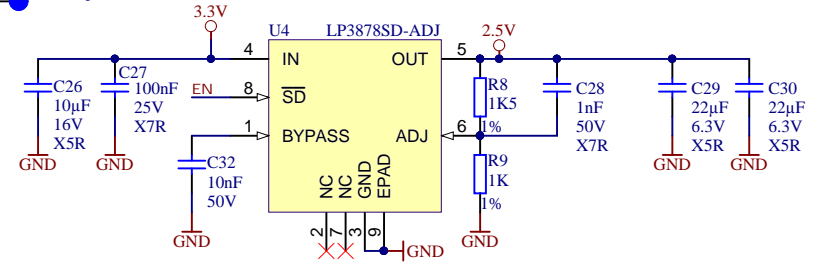 3.3V
U4 LP3878SD-ADJ
2.5V
4 IN OUT 5
C26
10µF
16V
X5R
GND
C27
100nF
25V
X7R
GND
EN 8 SD
1 BYPASS ADJ 6
C32
10nF
50V
GND
NC NC GND EPAD
2 7 3 9
GND
R8
1K5
1%
R9
1K
1%
GND
C28
1nF
50V
X7R
C29
22µF
6.3V
X5R
GND
C30
22µF
6.3V
X5R
GND